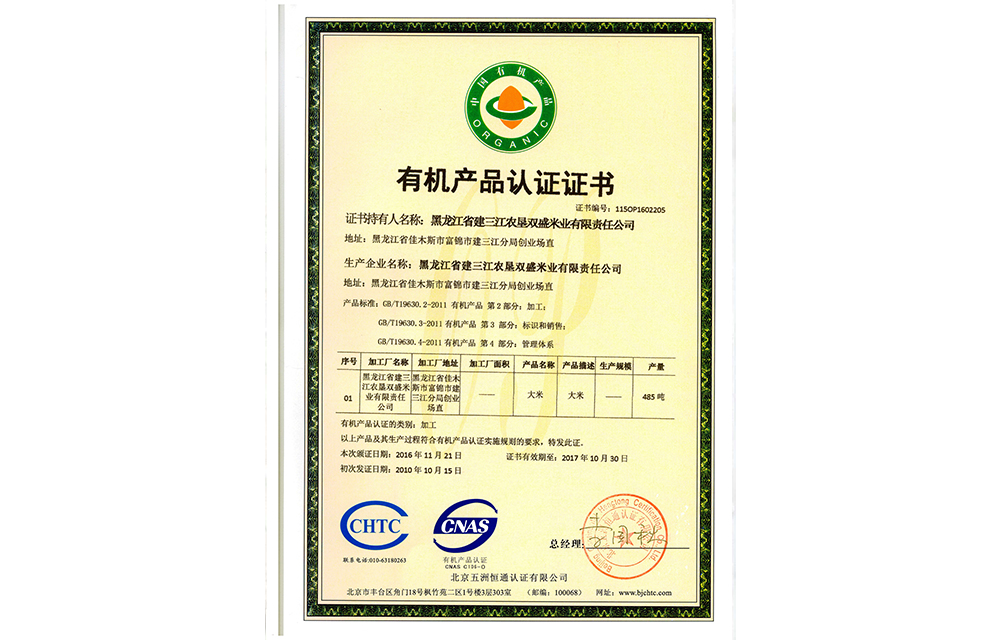 中国有机产品
ORGANIC
有机产品认证证书
证书编号：115OP1602205
证书持有人名称：黑龙江省建三江农垦双盛米业有限责任公司
地址：黑龙江省佳木斯市富锦市建三江分局创业场直
生产企业名称：黑龙江省建三江农垦双盛米业有限责任公司
地址：黑龙江省佳木斯市富锦市建三江分局创业场直
产品标准：GB/T19630.2-2011 有机产品 第 2 部分：加工；
GB/T19630.3-2011 有机产品 第 3 部分：标识和销售；
GB/T19630.4-2011 有机产品 第 4 部分：管理体系
序号 加工厂名称 加工厂地址 加工厂面积 产品名称 产品描述 生产规模 产量
01 黑龙江省建三江农垦双盛米业有限责任公司 黑龙江省佳木斯市富锦市建三江分局创业场直 —— 大米 大米 —— 485 吨
有机产品认证的类别：加工
以上产品及其生产过程符合有机产品认证实施规则的要求，特发此证．
本次颁证日期：2016 年 11 月 21 日 证书有效期至：2017 年 10 月 30 日
初次发证日期：2010 年 10 月 15 日
CHTC
CNAS
联系电话:010-63180263
有机产品认证
CNAS C106-O
总经理:
北京五洲恒通认证有限公司
北京市丰台区角门18号枫竹苑二区1号楼3层303室 （邮编：100068） 网址：www.bjchtc.com